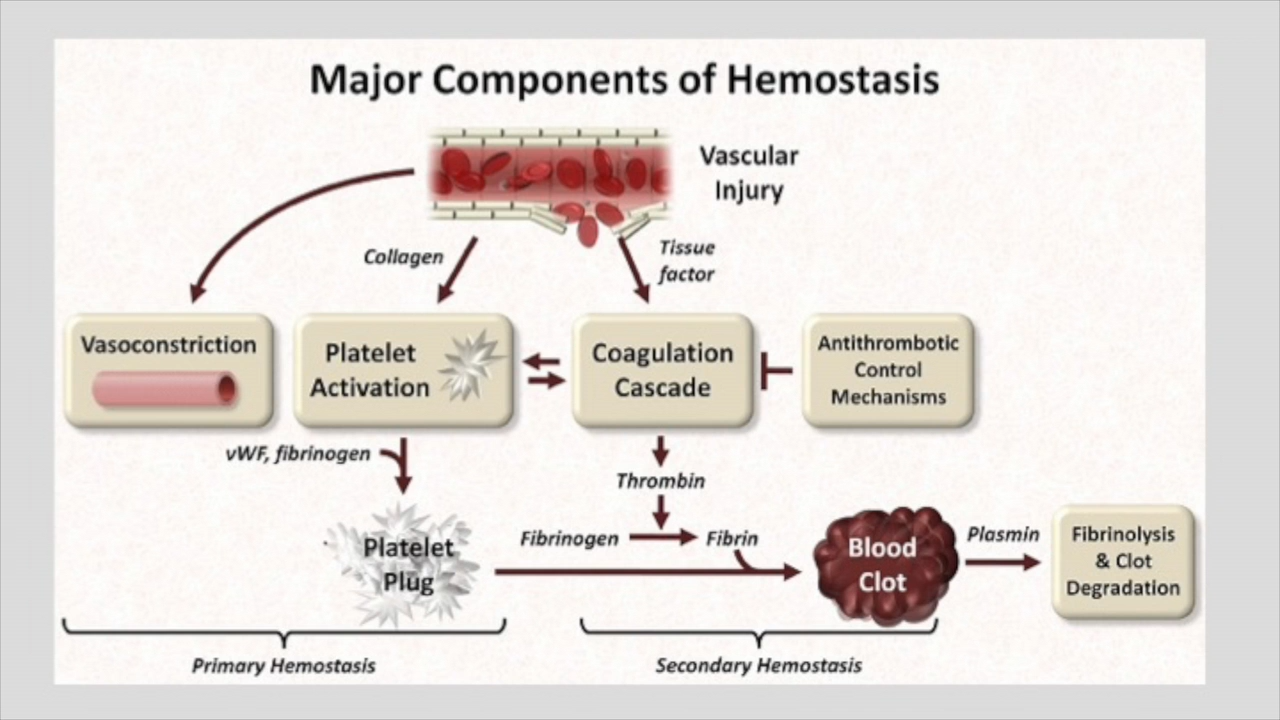 Major Components of Hemostasis
Vascular
Injury
Collagen
Tissue
factor
Vasoconstriction
Platelet
Activation
Coagulation
Cascade
Antithrombotic
Control
Mechanisms
vWF, fibrinogen
Thrombin
Fibrinogen
Fibrin
Platelet
Plug
Blood
Clot
Plasmin
Fibrinolysis
& Clot
Degradation
Primary Hemostasis
Secondary Hemostasis